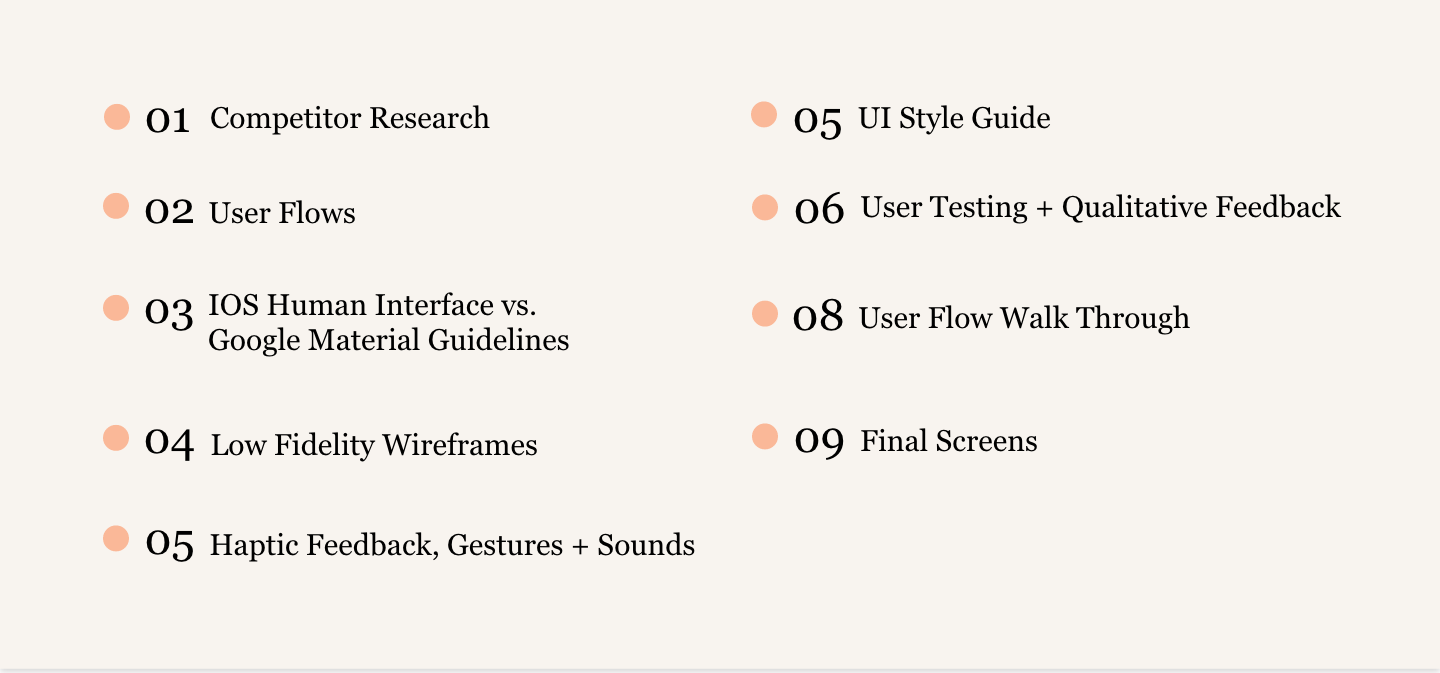 01 Competitor Research
02 User Flows
03 IOS Human Interface vs.
Google Material Guidelines
04 Low Fidelity Wireframes
05 Haptic Feedback, Gestures + Sounds
05 UI Style Guide
06 User Testing + Qualitative Feedback
08 User Flow Walk Through
09 Final Screens